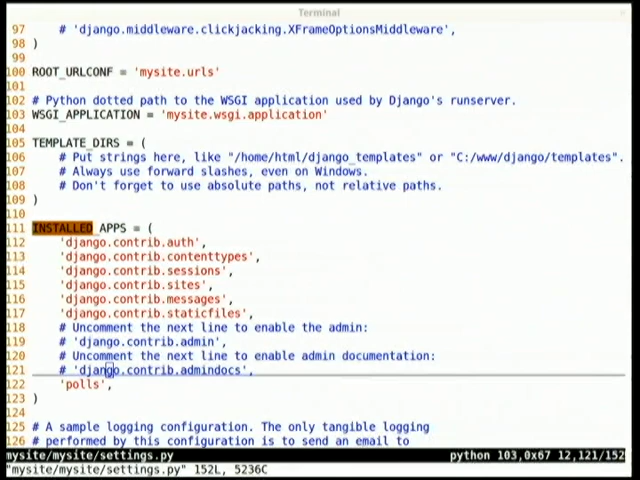 Terminal
97 # 'django.middleware.clickjacking.XFrameOptionsMiddleware',
98 )
99
100 ROOT_URLCONF = 'mysite.urls'
101
102 # Python dotted path to the WSGI application used by Django's runserver.
103 WSGI_APPLICATION = 'mysite.wsgi.application'
104
105 TEMPLATE_DIRS = (
106 # Put strings here, like "/home/html/django_templates" or "C:/www/django/templates".
107 # Always use forward slashes, even on Windows.
108 # Don't forget to use absolute paths, not relative paths.
109 )
110
111 INSTALLED_APPS = (
112 'django.contrib.auth',
113 'django.contrib.contenttypes',
114 'django.contrib.sessions',
115 'django.contrib.sites',
116 'django.contrib.messages',
117 'django.contrib.staticfiles',
118 # Uncomment the next line to enable the admin:
119 # 'django.contrib.admin',
120 # Uncomment the next line to enable admin documentation:
121 # 'django.contrib.admindocs',
122 'polls',
123 )
124
125 # A sample logging configuration. The only tangible logging
126 # performed by this configuration is to send an email to
mysite/mysite/settings.py python 103,0x67 12,121/152
"mysite/mysite/settings.py" 152L, 5236C